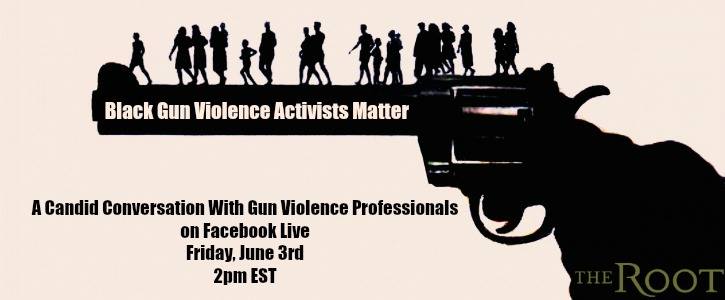 Black Gun Violence Activists Matter
A Candid Conversation With Gun Violence Professionals
on Facebook Live
Friday, June 3rd
2pm EST
THE ROOT